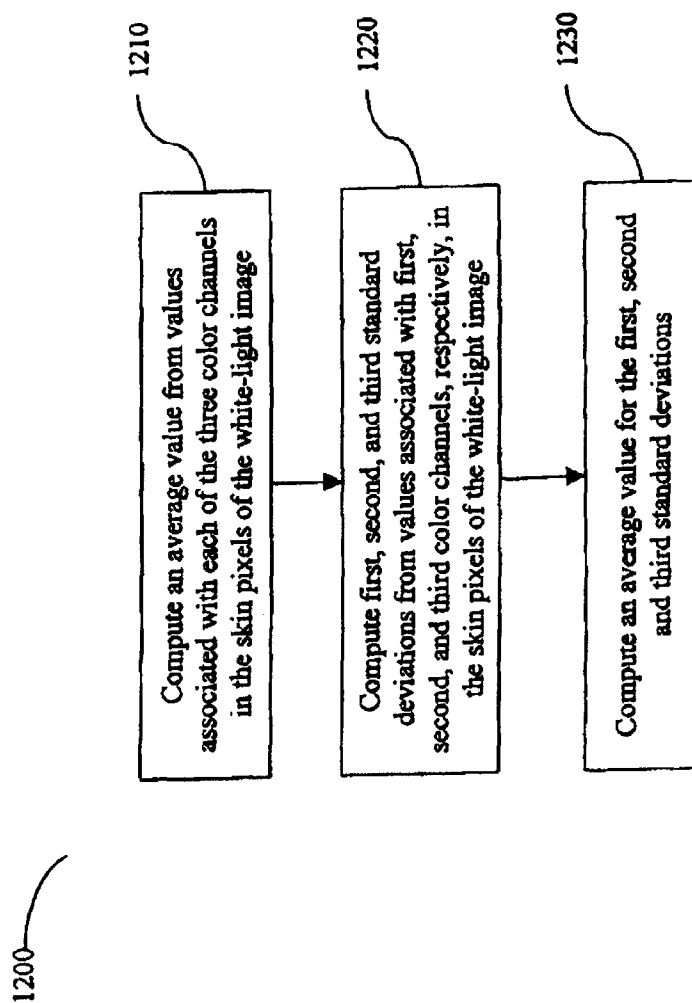 1200
1210
Compute an average value from values
associated with each of the three color channels
in the skin pixels of the white-light image
1220
Compute first, second, and third standard
deviations from values associated with first,
second, and third color channels, respectively, in
the skin pixels of the white-light image
1230
Compute an average value for the first, second
and third standard deviations